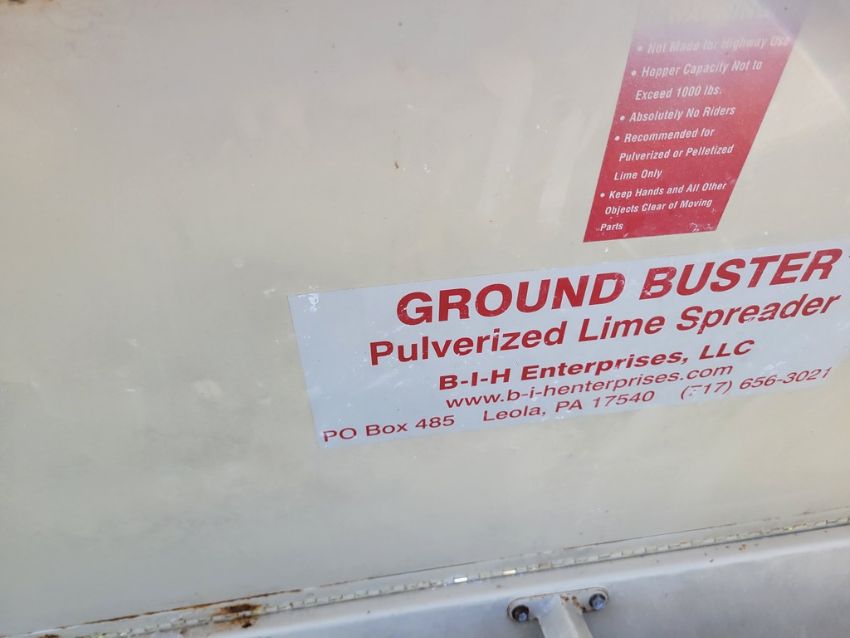 • Not Made for Highway Use
• Hopper Capacity Not to
Exceed 1000 lbs.
• Absolutely No Riders
• Recommended for
Pulverized or Pelletized
Lime Only
• Keep Hands and All Other
Objects Clear of Moving
Parts
GROUND BUSTER
Pulverized Lime Spreader
B-I-H Enterprises, LLC
www.b-i-henterprises.com
PO Box 485 Leola, PA 17540 (717) 656-3021